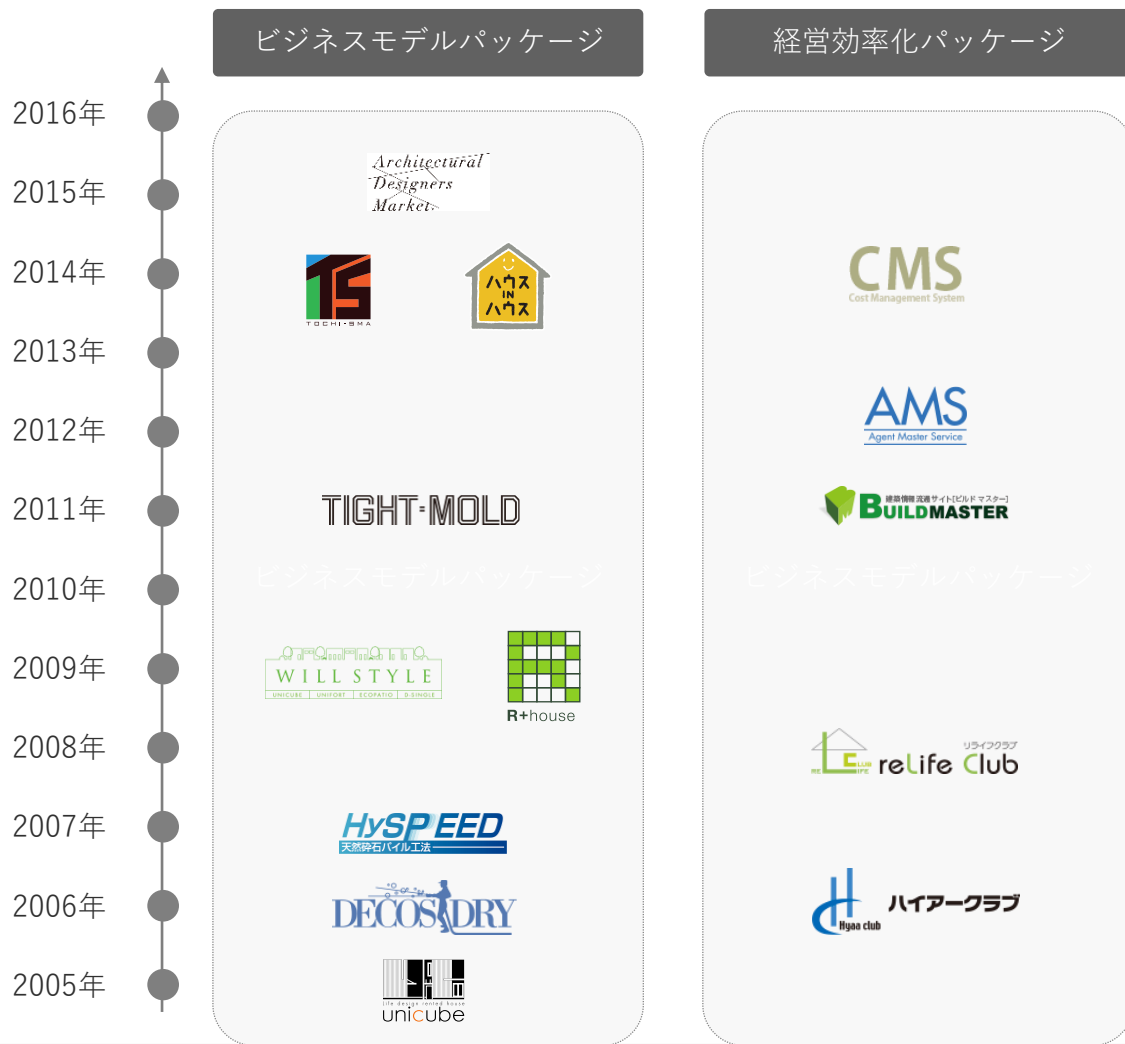 ビジネスモデルパッケージ
経営効率化パッケージ
2016年
Architectural
Designers
Market.
2015年
2014年
TOCHI-SMA
ハウス
IN
ハウス
CMS
Cost Management System
2013年
2012年
AMS
Agent Master Service
2011年
TIGHT:MOLD
建築情報流通サイト[ビルド マスター]
BUILDMASTER
2010年
ビジネスモデルパッケージ
ビジネスモデルパッケージ
2009年
WILL STYLE
UNICUBE UNIFORT ECOPATIO D-SINGLE
R+house
2008年
リライフクラブ
RELIFE CLUB
reLife Club
2007年
HySPEED
天然砕石パイル工法
2006年
DECOS DRY
Hyaa club
ハイアークラブ
2005年
life design rented house
unicube